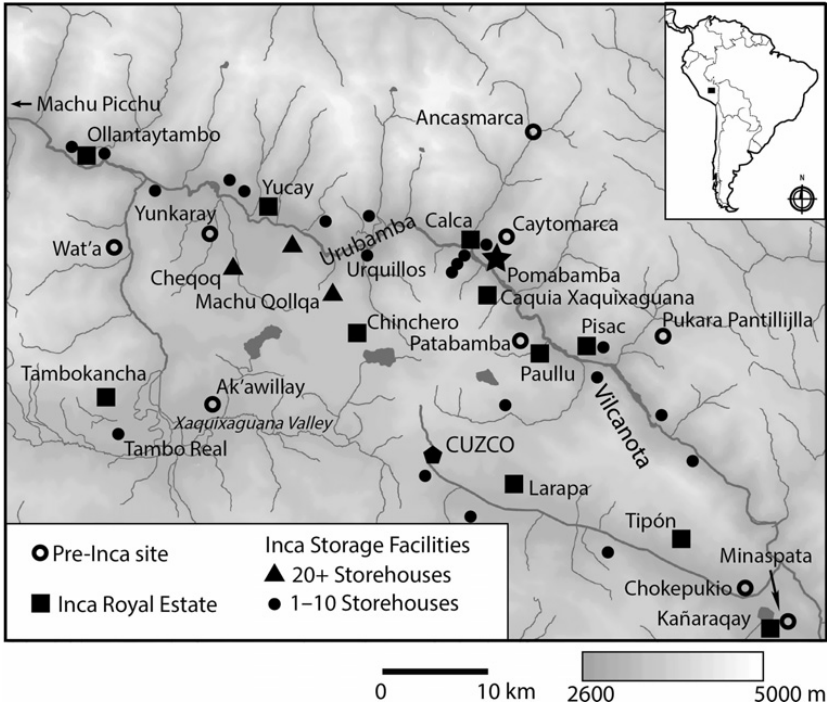 N
Machu Picchu
Ollantaytambo
Ancasmarca
Yucay
Calca
Caytomarca
Yunkaray
Urubamba
Wat'a
Urquillos
Pomabamba
Cheqoq
Machu Qollqa
Caquia Xaquixaguana
Chinchero
Pisac
Pukara Pantillijlla
Patabamba
Paullu
Tambokancha
Ak'awillay
Vilcanota
Xaquixaguana Valley
Tambo Real
CUZCO
Larapa
Tipón
Minaspata
Chokepukio
Kañaraqay
Pre-Inca site
Inca Royal Estate
Inca Storage Facilities
20+ Storehouses
1–10 Storehouses
0 10 km
2600 5000 m